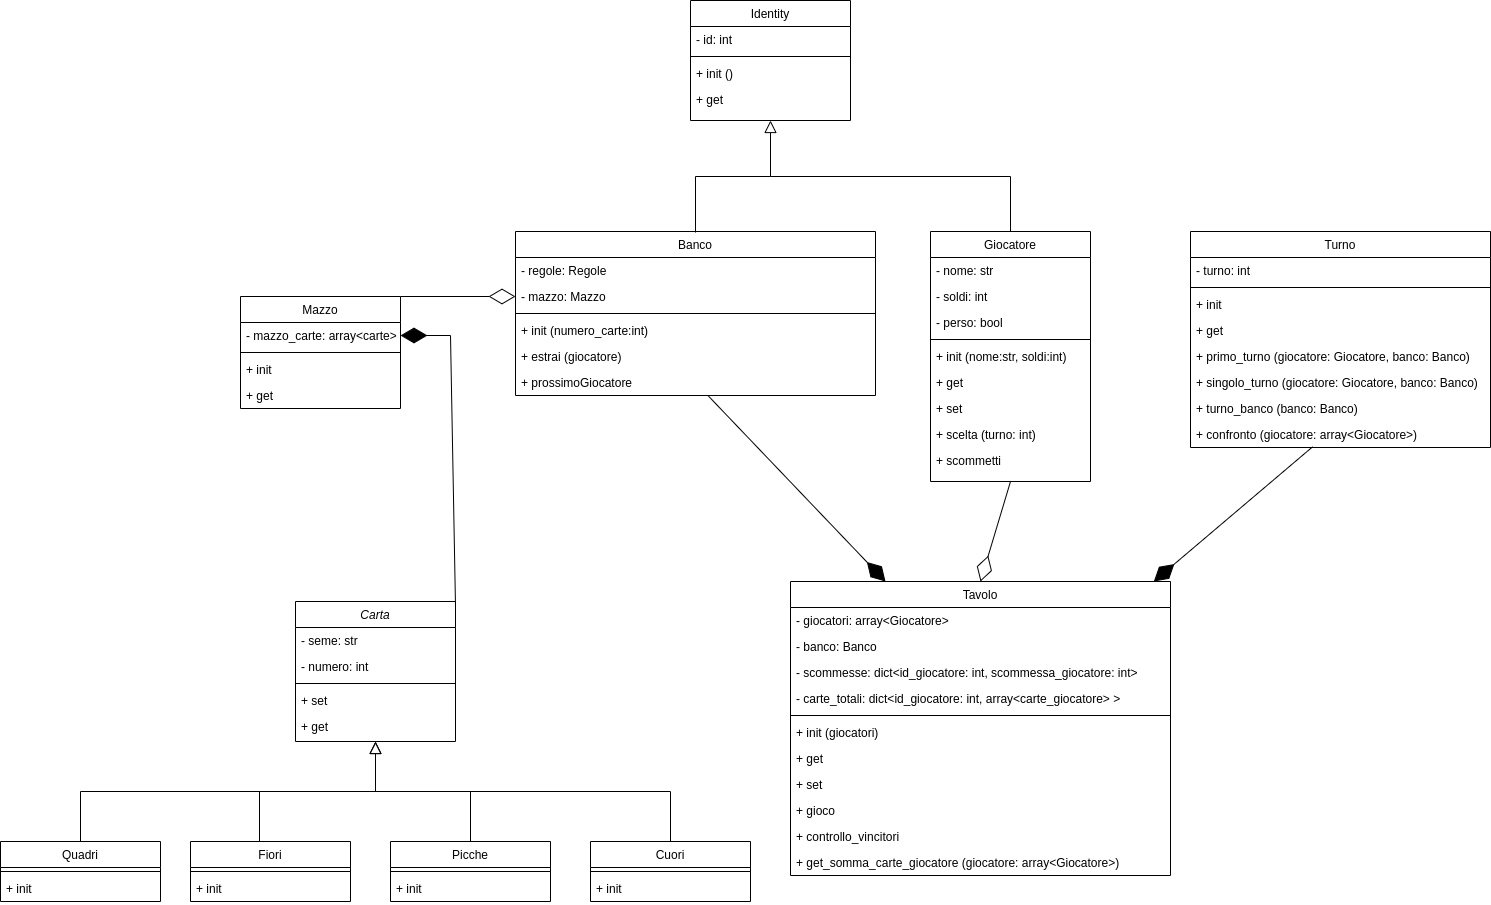 Identity
- id: int
+ init ()
+ get
Banco
- regole: Regole
- mazzo: Mazzo
+ init (numero_carte:int)
+ estrai (giocatore)
+ prossimoGiocatore
Giocatore
- nome: str
- soldi: int
- perso: bool
+ init (nome:str, soldi:int)
+ get
+ set
+ scelta (turno: int)
+ scommetti
Turno
- turno: int
+ init
+ get
+ primo_turno (giocatore: Giocatore, banco: Banco)
+ singolo_turno (giocatore: Giocatore, banco: Banco)
+ turno_banco (banco: Banco)
+ confronto (giocatore: array<Giocatore>)
Mazzo
- mazzo_carte: array<carte>
+ init
+ get
Carta
- seme: str
- numero: int
+ set
+ get
Tavolo
- giocatori: array<Giocatore>
- banco: Banco
- scommesse: dict<id_giocatore: int, scommessa_giocatore: int>
- carte_totali: dict<id_giocatore: int, array<carte_giocatore> >
+ init (giocatori)
+ get
+ set
+ gioco
+ controllo_vincitori
+ get_somma_carte_giocatore (giocatore: array<Giocatore>)
Quadri
+ init
Fiori
+ init
Picche
+ init
Cuori
+ init